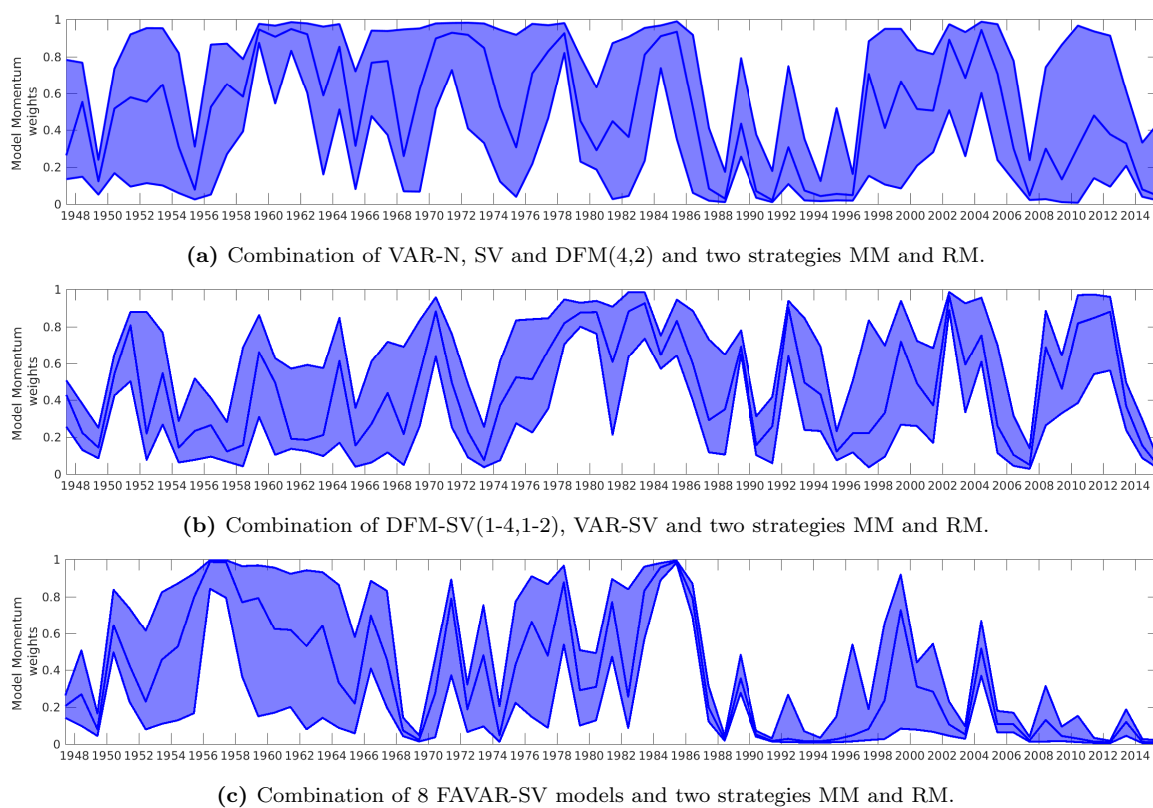 Model Momentum
weights
1
0.8
0.6
0.4
0.2
0
1948 1950 1952 1954 1956 1958 1960 1962 1964 1966 1968 1970 1972 1974 1976 1978 1980 1982 1984 1986 1988 1990 1992 1994 1996 1998 2000 2002 2004 2006 2008 2010 2012 2014
(a) Combination of VAR-N, SV and DFM(4,2) and two strategies MM and RM.
Model Momentum
weights
1
0.8
0.6
0.4
0.2
0
1948 1950 1952 1954 1956 1958 1960 1962 1964 1966 1968 1970 1972 1974 1976 1978 1980 1982 1984 1986 1988 1990 1992 1994 1996 1998 2000 2002 2004 2006 2008 2010 2012 2014
(b) Combination of DFM-SV(1-4,1-2), VAR-SV and two strategies MM and RM.
Model Momentum
weights
1
0.8
0.6
0.4
0.2
0
1948 1950 1952 1954 1956 1958 1960 1962 1964 1966 1968 1970 1972 1974 1976 1978 1980 1982 1984 1986 1988 1990 1992 1994 1996 1998 2000 2002 2004 2006 2008 2010 2012 2014
(c) Combination of 8 FAVAR-SV models and two strategies MM and RM.